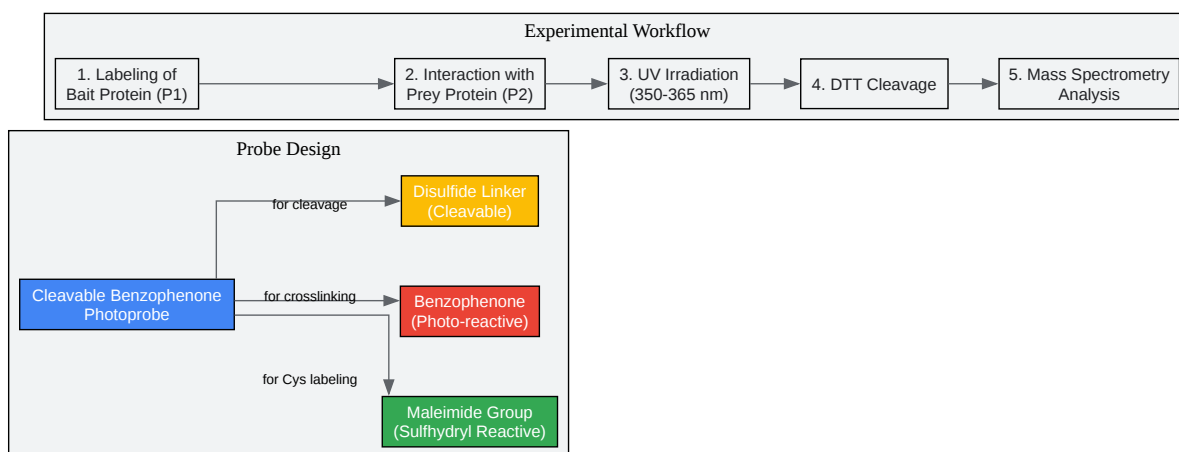 Experimental Workflow
1. Labeling of
Bait Protein (P1)
2. Interaction with
Prey Protein (P2)
3. UV Irradiation
(350-365 nm)
4. DTT Cleavage
5. Mass Spectrometry
Analysis
Probe Design
Disulfide Linker
(Cleavable)
for cleavage
Cleavable Benzophenone
Photoprobe
for crosslinking
Benzophenone
(Photo-reactive)
for Cys labeling
Maleimide Group
(Sulfhydryl Reactive)